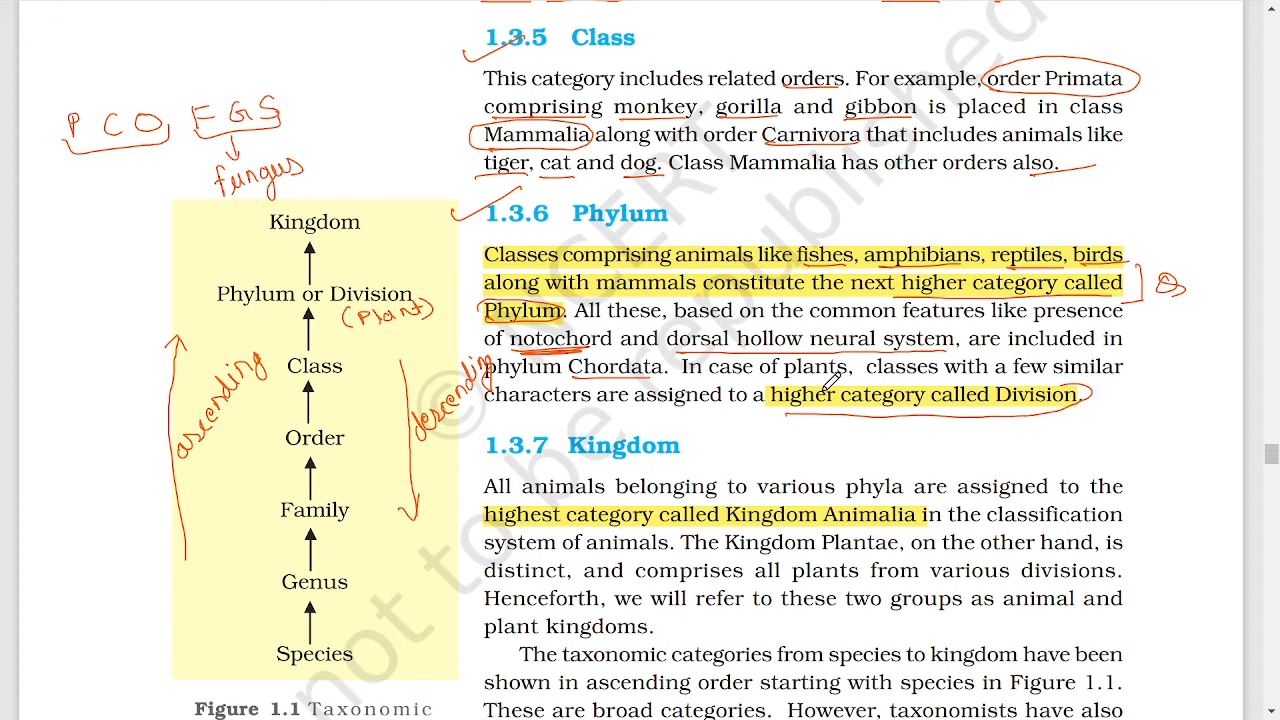 P C O, F G S
fungus
Kingdom
Phylum or Division
(Plant)
Class
Order
Family
Genus
Species
ascending
descending
Figure 1.1 Taxonomic
1.3.5 Class
This category includes related orders. For example, order Primata
comprising monkey, gorilla and gibbon is placed in class
Mammalia along with order Carnivora that includes animals like
tiger, cat and dog. Class Mammalia has other orders also.
1.3.6 Phylum
Classes comprising animals like fishes, amphibians, reptiles, birds
along with mammals constitute the next higher category called
Phylum. All these, based on the common features like presence
of notochord and dorsal hollow neural system, are included in
phylum Chordata. In case of plants, classes with a few similar
characters are assigned to a higher category called Division.
1.3.7 Kingdom
All animals belonging to various phyla are assigned to the
highest category called Kingdom Animalia in the classification
system of animals. The Kingdom Plantae, on the other hand, is
distinct, and comprises all plants from various divisions.
Henceforth, we will refer to these two groups as animal and
plant kingdoms.
The taxonomic categories from species to kingdom have been
shown in ascending order starting with species in Figure 1.1.
These are broad categories. However, taxonomists have also
© NCERT
not to be republished